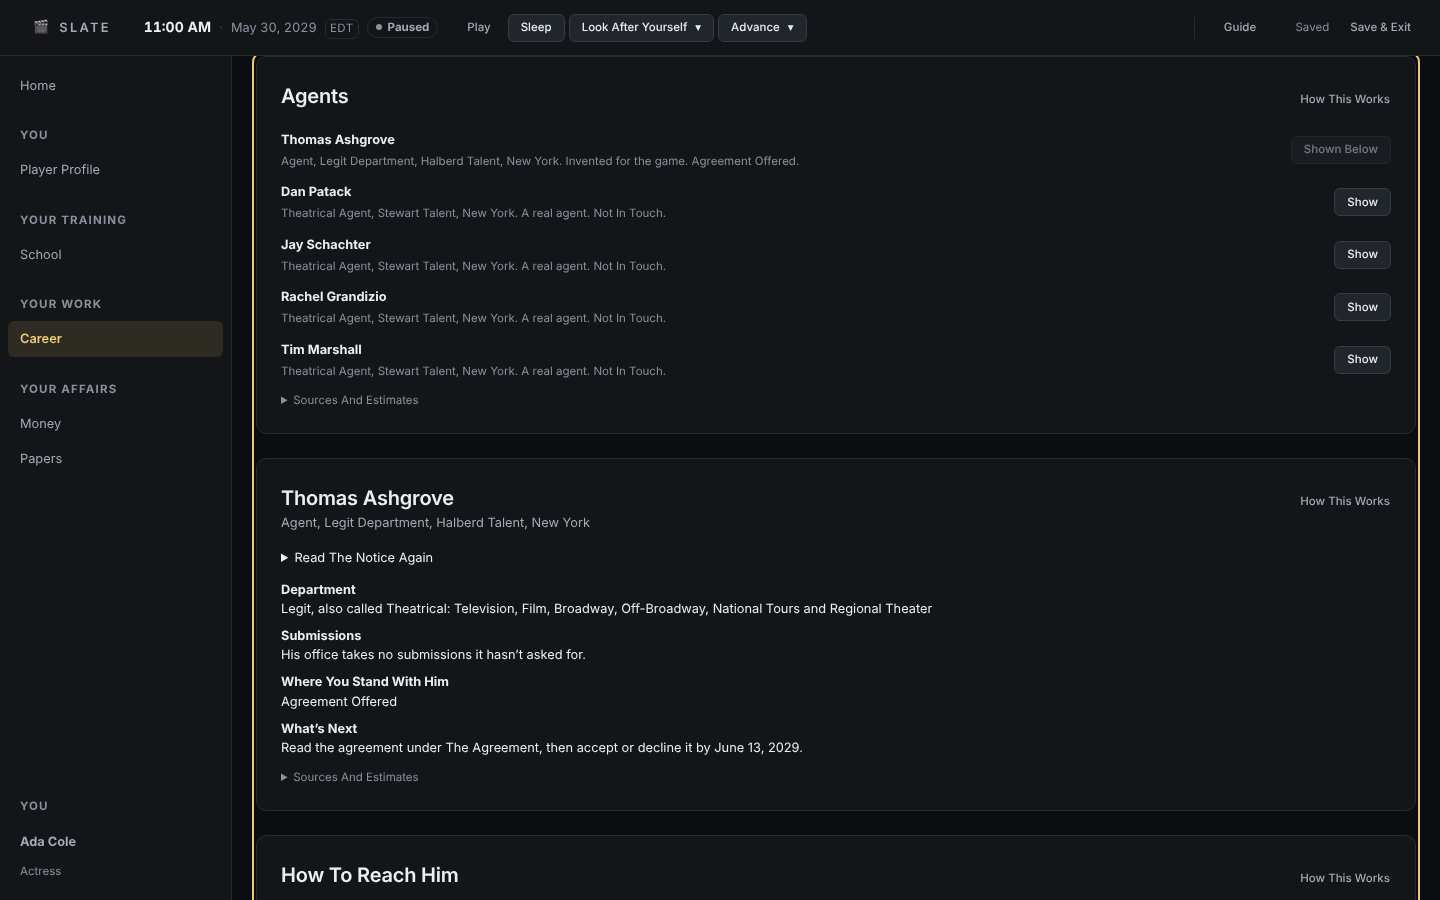 SLATE
11:00 AM · May 30, 2029 EDT Paused Play Sleep Look After Yourself Advance Guide Saved Save & Exit
Home
YOU
Player Profile
YOUR TRAINING
School
YOUR WORK
Career
YOUR AFFAIRS
Money
Papers
YOU
Ada Cole
Actress
Agents
How This Works
Thomas Ashgrove
Agent, Legit Department, Halberd Talent, New York. Invented for the game. Agreement Offered.
Shown Below
Dan Patack
Theatrical Agent, Stewart Talent, New York. A real agent. Not In Touch.
Show
Jay Schachter
Theatrical Agent, Stewart Talent, New York. A real agent. Not In Touch.
Show
Rachel Grandizio
Theatrical Agent, Stewart Talent, New York. A real agent. Not In Touch.
Show
Tim Marshall
Theatrical Agent, Stewart Talent, New York. A real agent. Not In Touch.
Show
Sources And Estimates
Thomas Ashgrove
How This Works
Agent, Legit Department, Halberd Talent, New York
Read The Notice Again
Department
Legit, also called Theatrical: Television, Film, Broadway, Off-Broadway, National Tours and Regional Theater
Submissions
His office takes no submissions it hasn’t asked for.
Where You Stand With Him
Agreement Offered
What’s Next
Read the agreement under The Agreement, then accept or decline it by June 13, 2029.
Sources And Estimates
How To Reach Him
How This Works